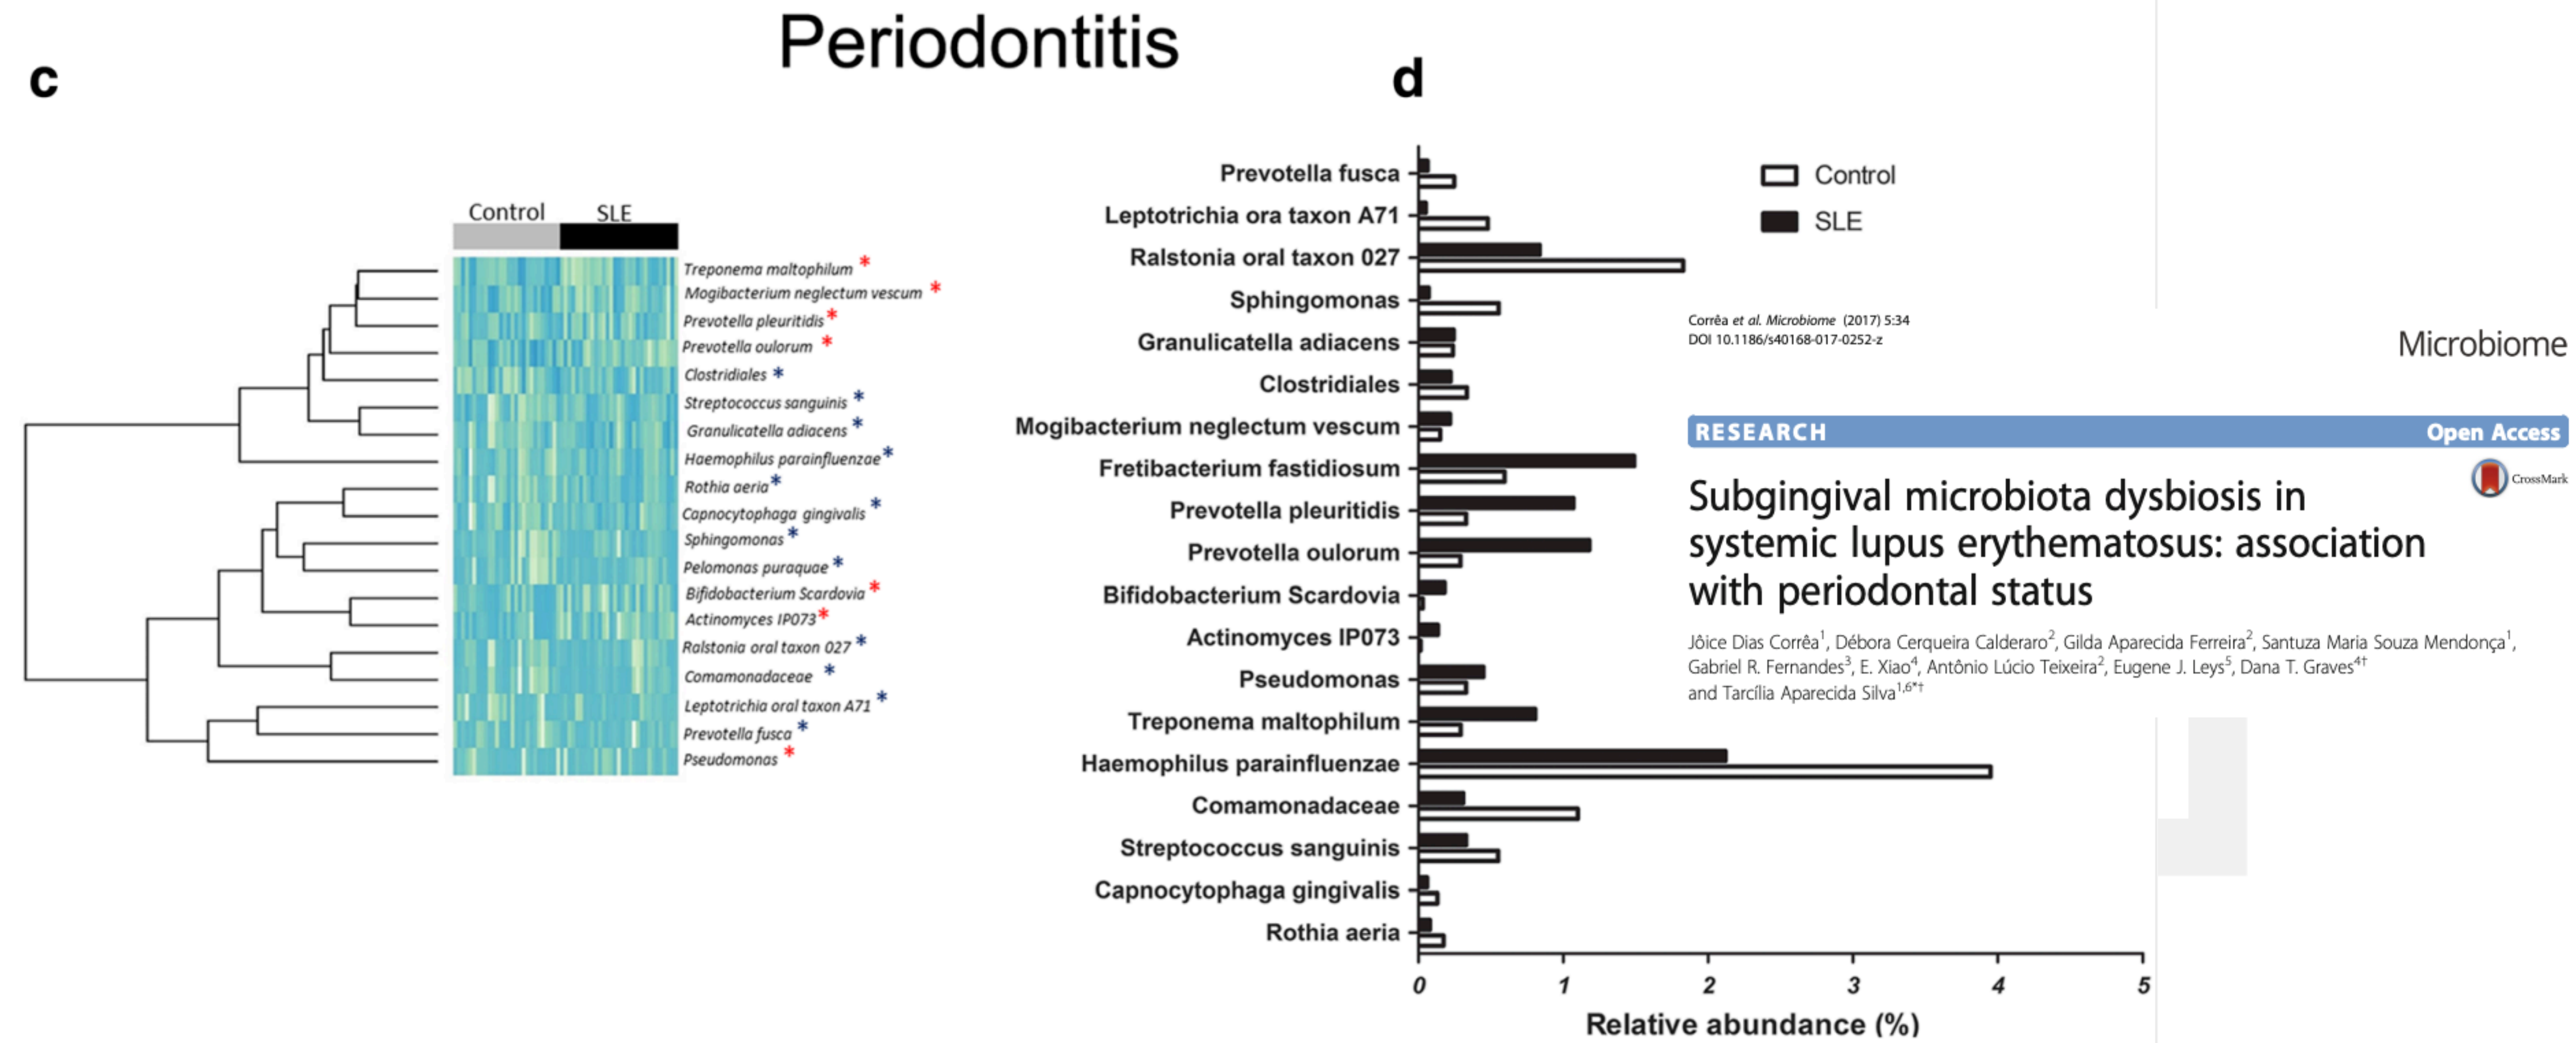 Periodontitis
c
Control SLE
Treponema maltophilum *
Mogibacterium neglectum vescum *
Prevotella pleuritidis *
Prevotella oulorum *
Clostridiales *
Streptococcus sanguinis *
Granulicatella adiacens *
Haemophilus parainfluenzae *
Rothia aeria *
Capnocytophaga gingivalis *
Sphingomonas *
Pelomonas puraquae *
Bifidobacterium Scardovia *
Actinomyces IP073 *
Ralstonia oral taxon 027 *
Comamonadaceae *
Leptotrichia oral taxon A71 *
Prevotella fusca *
Pseudomonas *
d
Prevotella fusca
Leptotrichia ora taxon A71
Ralstonia oral taxon 027
Sphingomonas
Granulicatella adiacens
Clostridiales
Mogibacterium neglectum vescum
Fretibacterium fastidiosum
Prevotella pleuritidis
Prevotella oulorum
Bifidobacterium Scardovia
Actinomyces IP073
Pseudomonas
Treponema maltophilum
Haemophilus parainfluenzae
Comamonadaceae
Streptococcus sanguinis
Capnocytophaga gingivalis
Rothia aeria
0 1 2 3 4 5
Relative abundance (%)
Control
SLE
Corrêa et al. Microbiome (2017) 5:34
DOI 10.1186/s40168-017-0252-z
Microbiome
RESEARCH Open Access
CrossMark
Subgingival microbiota dysbiosis in
systemic lupus erythematosus: association
with periodontal status
Jôice Dias Corrêa1, Débora Cerqueira Calderaro2, Gilda Aparecida Ferreira2, Santuza Maria Souza Mendonça1,
Gabriel R. Fernandes3, E. Xiao4, Antônio Lúcio Teixeira2, Eugene J. Leys5, Dana T. Graves4†
and Tarcília Aparecida Silva1,6*†